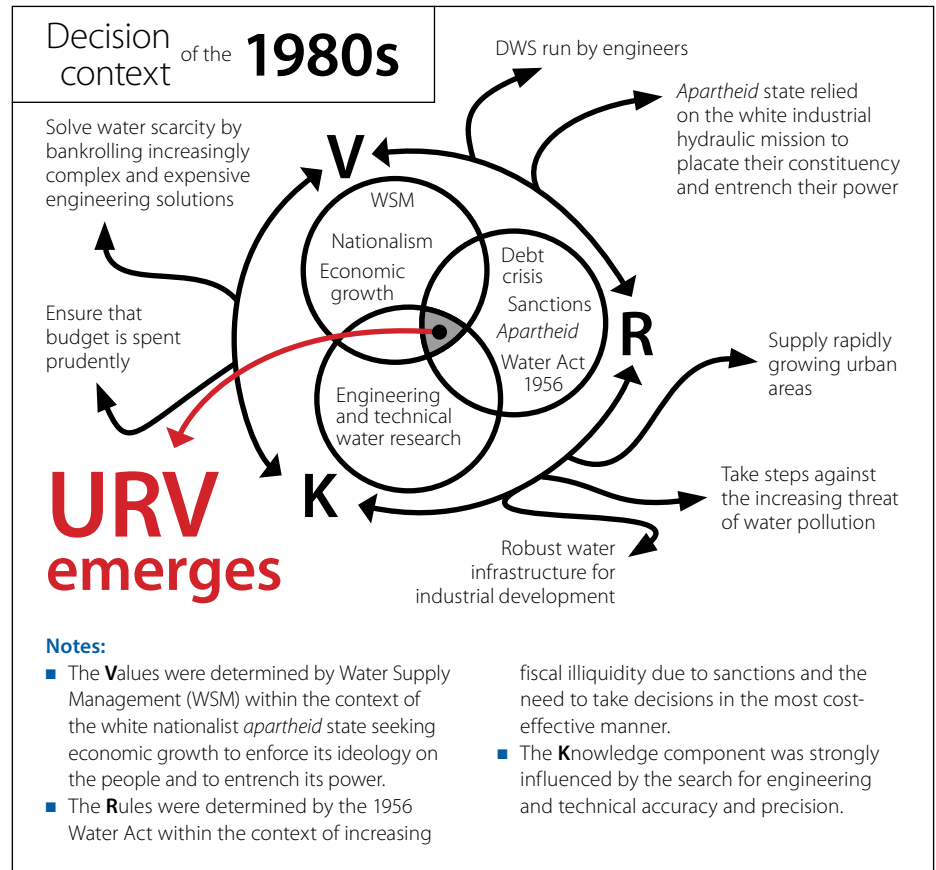 Decision
context
of the
1980s
DWS run by engineers
Apartheid state relied
on the white industrial
hydraulic mission to
placate their constituency
and entrench their power
Solve water scarcity by
bankrolling increasingly
complex and expensive
engineering solutions
V
WSM
Nationalism
Economic
growth
Debt
crisis
Sanctions
Apartheid
Water Act
1956
R
Ensure that
budget is spent
prudently
Supply rapidly
growing urban
areas
Engineering
and technical
water research
K
URV
emerges
Take steps against
the increasing threat
of water pollution
Robust water
infrastructure for
industrial development
Notes:
■ The Values were determined by Water Supply
Management (WSM) within the context of
the white nationalist apartheid state seeking
economic growth to enforce its ideology on
the people and to entrench its power.
■ The Rules were determined by the 1956
Water Act within the context of increasing
fiscal illiquidity due to sanctions and the
need to take decisions in the most cost-
effective manner.
■ The Knowledge component was strongly
influenced by the search for engineering
and technical accuracy and precision.